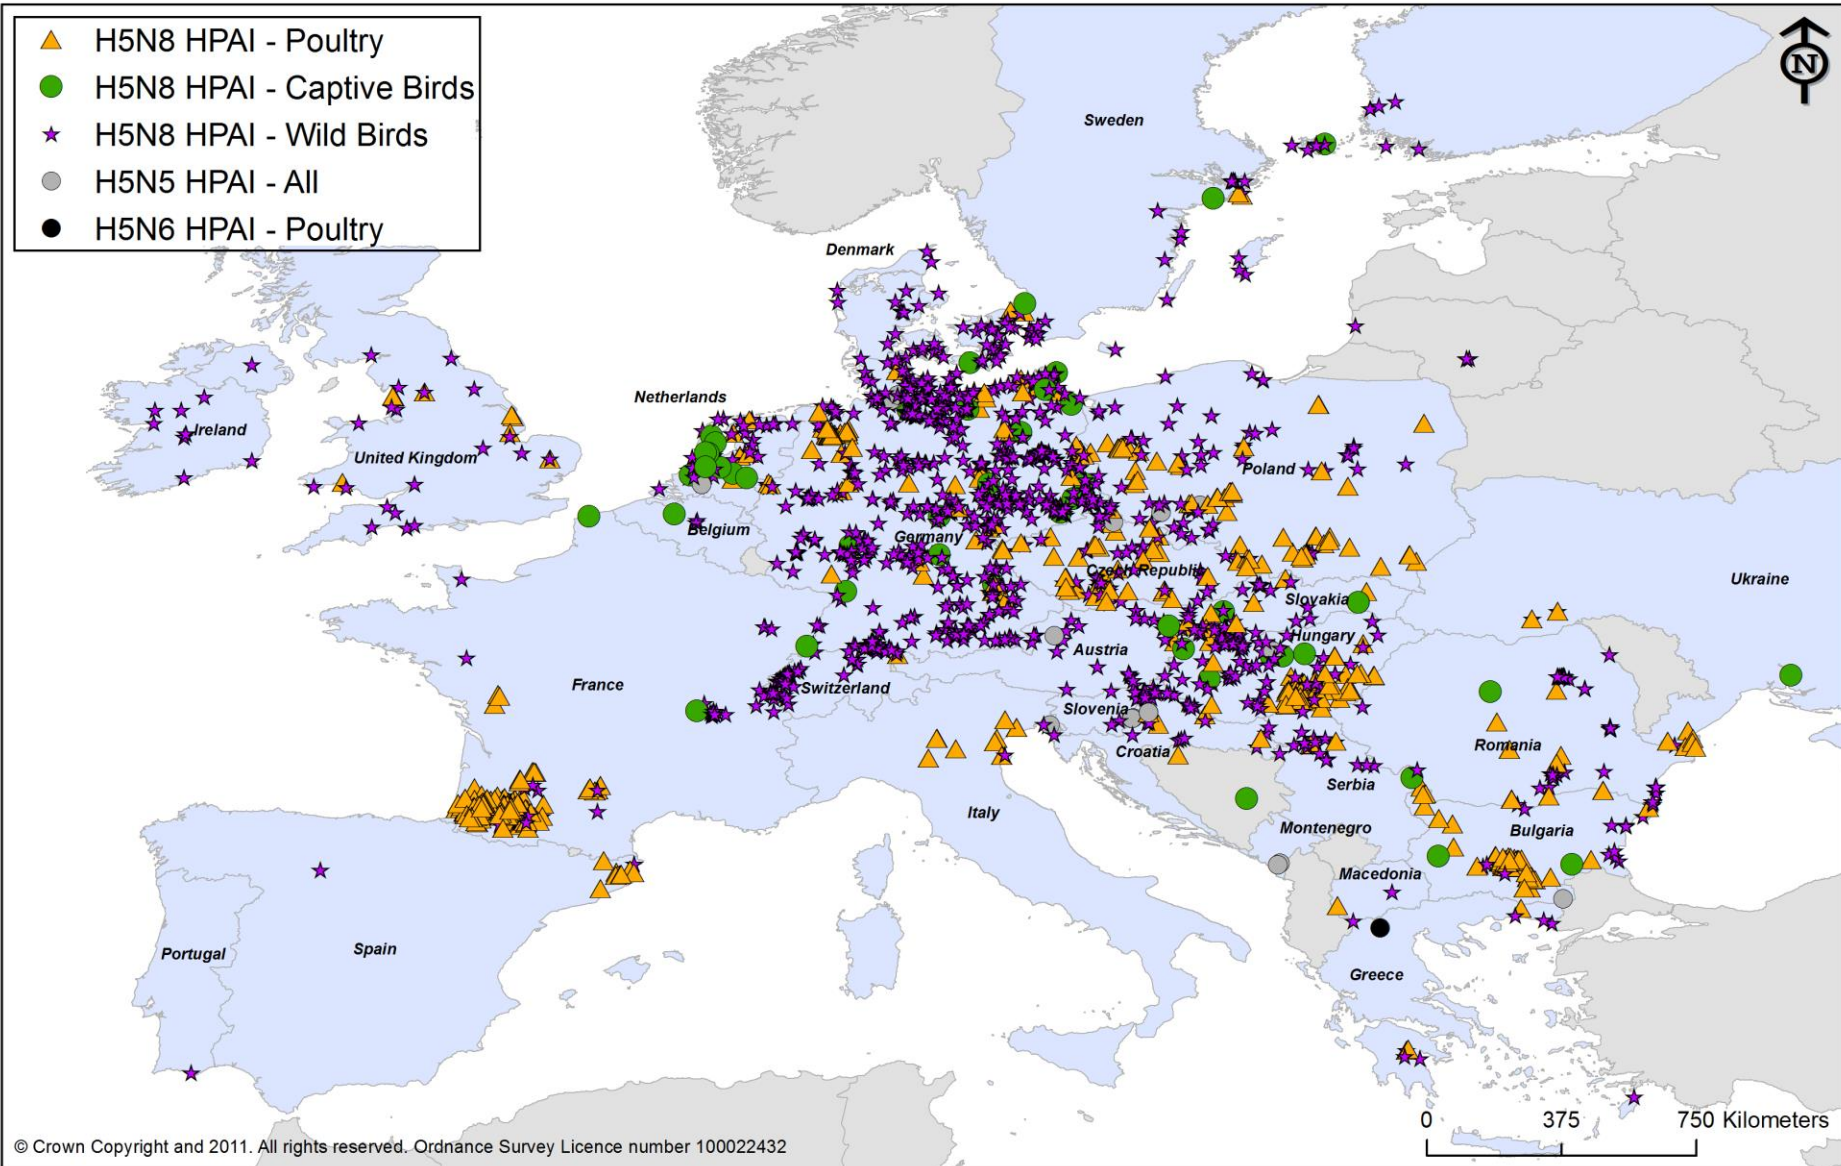 H5N8 HPAI - Poultry
H5N8 HPAI - Captive Birds
H5N8 HPAI - Wild Birds
H5N5 HPAI - All
H5N6 HPAI - Poultry
N
Sweden
Denmark
Netherlands
Ireland
United Kingdom
Poland
Belgium
Germany
Czech Republic
Ukraine
Slovakia
Hungary
Austria
France
Switzerland
Slovenia
Croatia
Romania
Serbia
Italy
Montenegro
Bulgaria
Macedonia
Portugal
Spain
Greece
0 375 750 Kilometers
© Crown Copyright and 2011. All rights reserved. Ordnance Survey Licence number 100022432